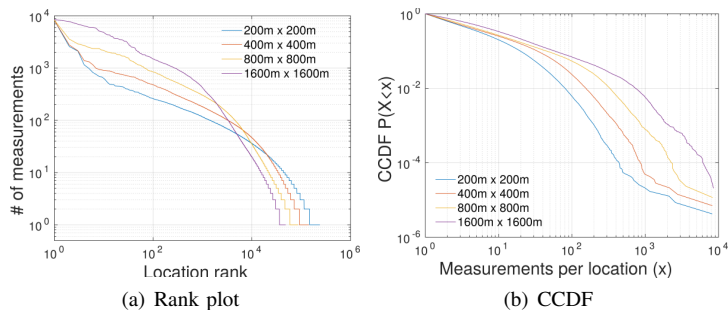 10^4
10^3
10^2
10^1
10^0
# of measurements
200m x 200m
400m x 400m
800m x 800m
1600m x 1600m
10^0 10^2 10^4 10^6
Location rank
(a) Rank plot
10^0
10^-2
10^-4
10^-6
CCDF P(X<x)
200m x 200m
400m x 400m
800m x 800m
1600m x 1600m
10^0 10^1 10^2 10^3 10^4
Measurements per location (x)
(b) CCDF